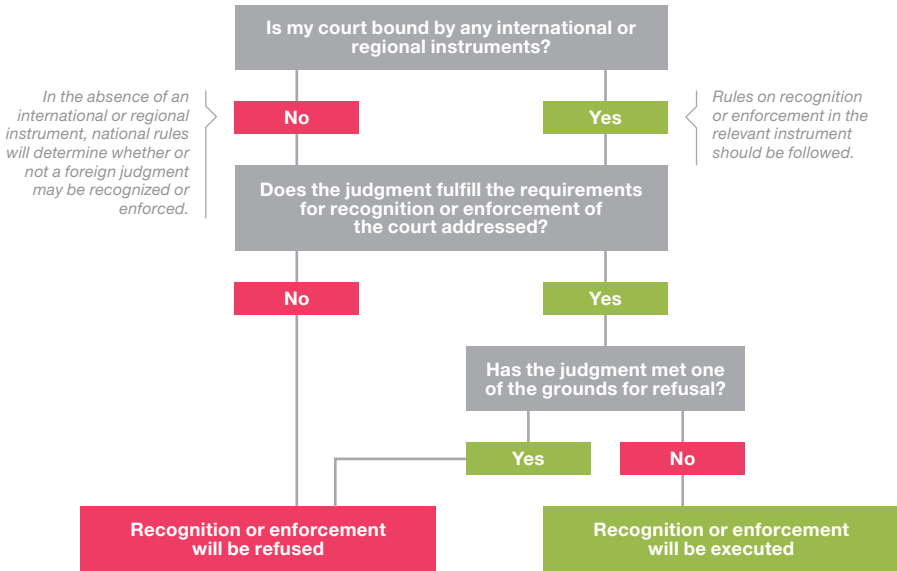 Is my court bound by any international or
regional instruments?
In the absence of an
international or regional
instrument, national rules
will determine whether or
not a foreign judgment
may be recognized or
enforced.
No
Yes
Rules on recognition
or enforcement in the
relevant instrument
should be followed.
Does the judgment fulfill the requirements
for recognition or enforcement of
the court addressed?
No
Yes
Has the judgment met one
of the grounds for refusal?
Yes
No
Recognition or enforcement
will be refused
Recognition or enforcement
will be executed